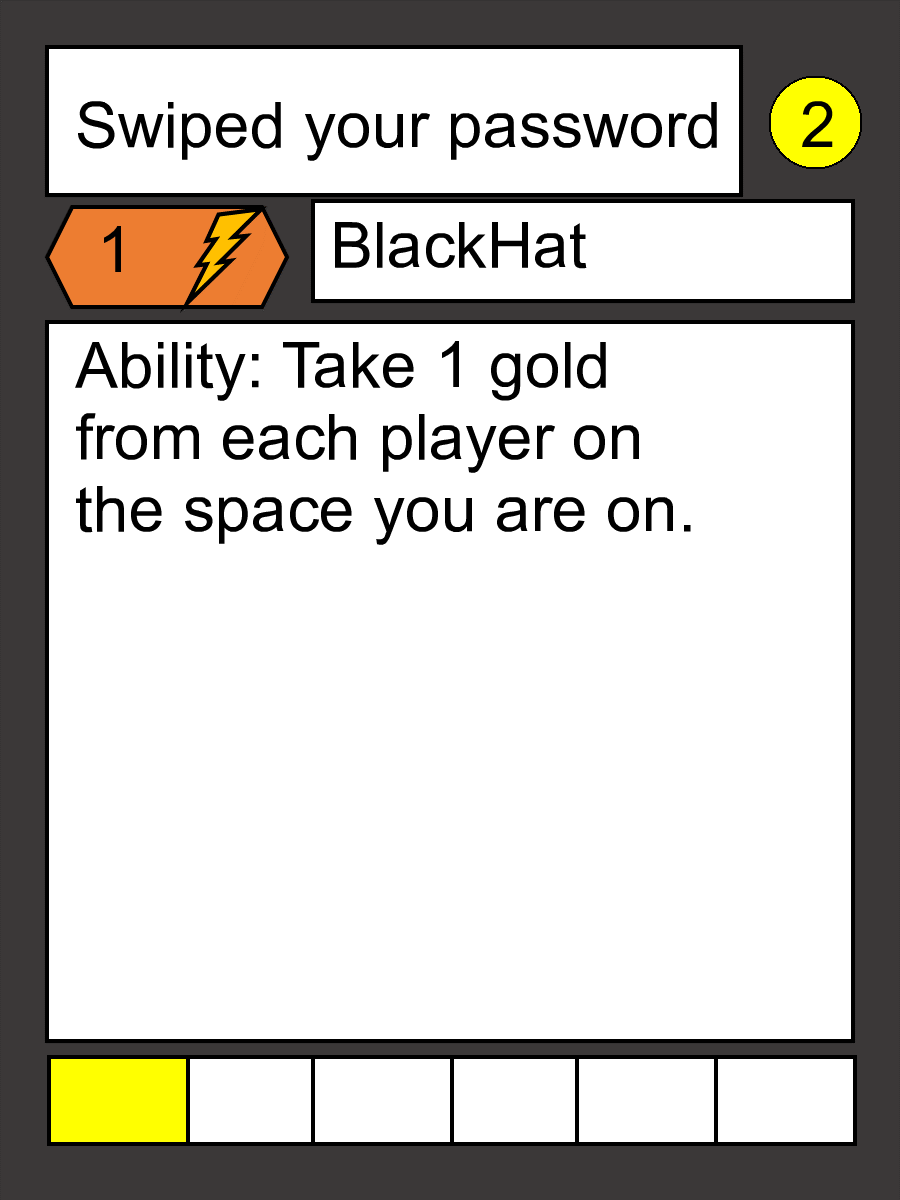 Swiped your password
2
1
BlackHat
Ability: Take 1 gold
from each player on
the space you are on.